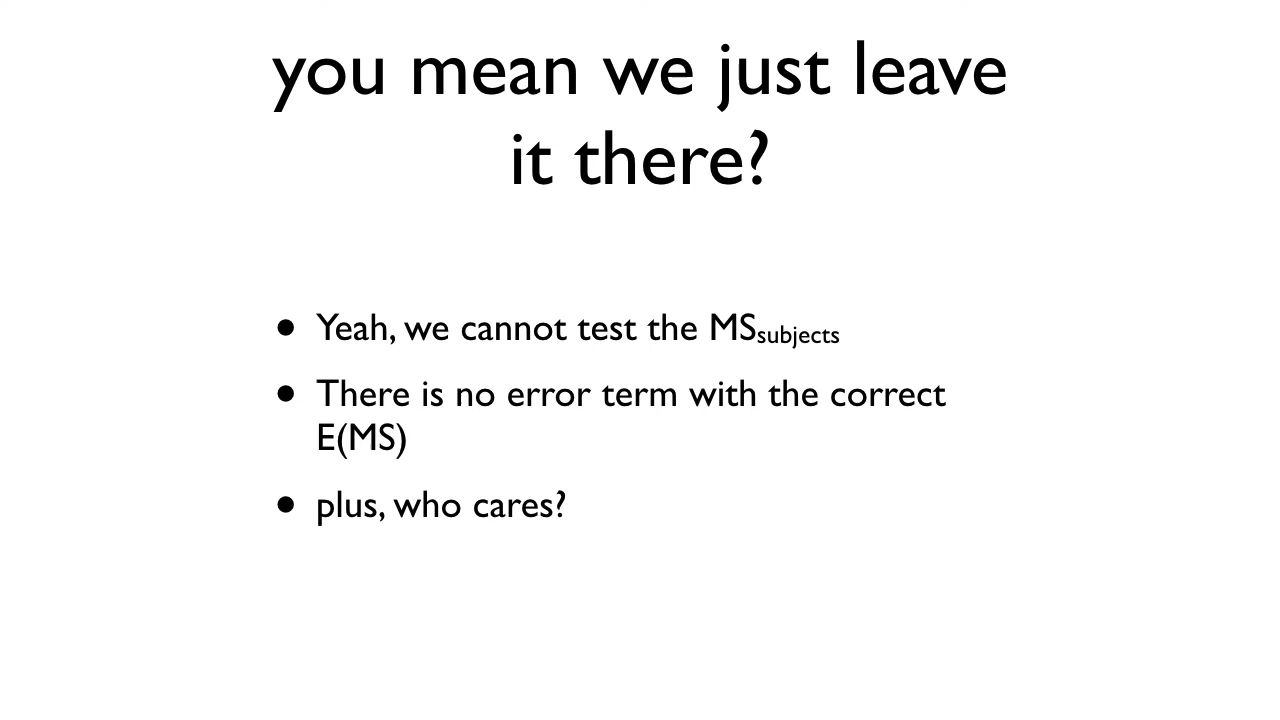 you mean we just leave
it there?
• Yeah, we cannot test the MSsubjects
• There is no error term with the correct
E(MS)
• plus, who cares?